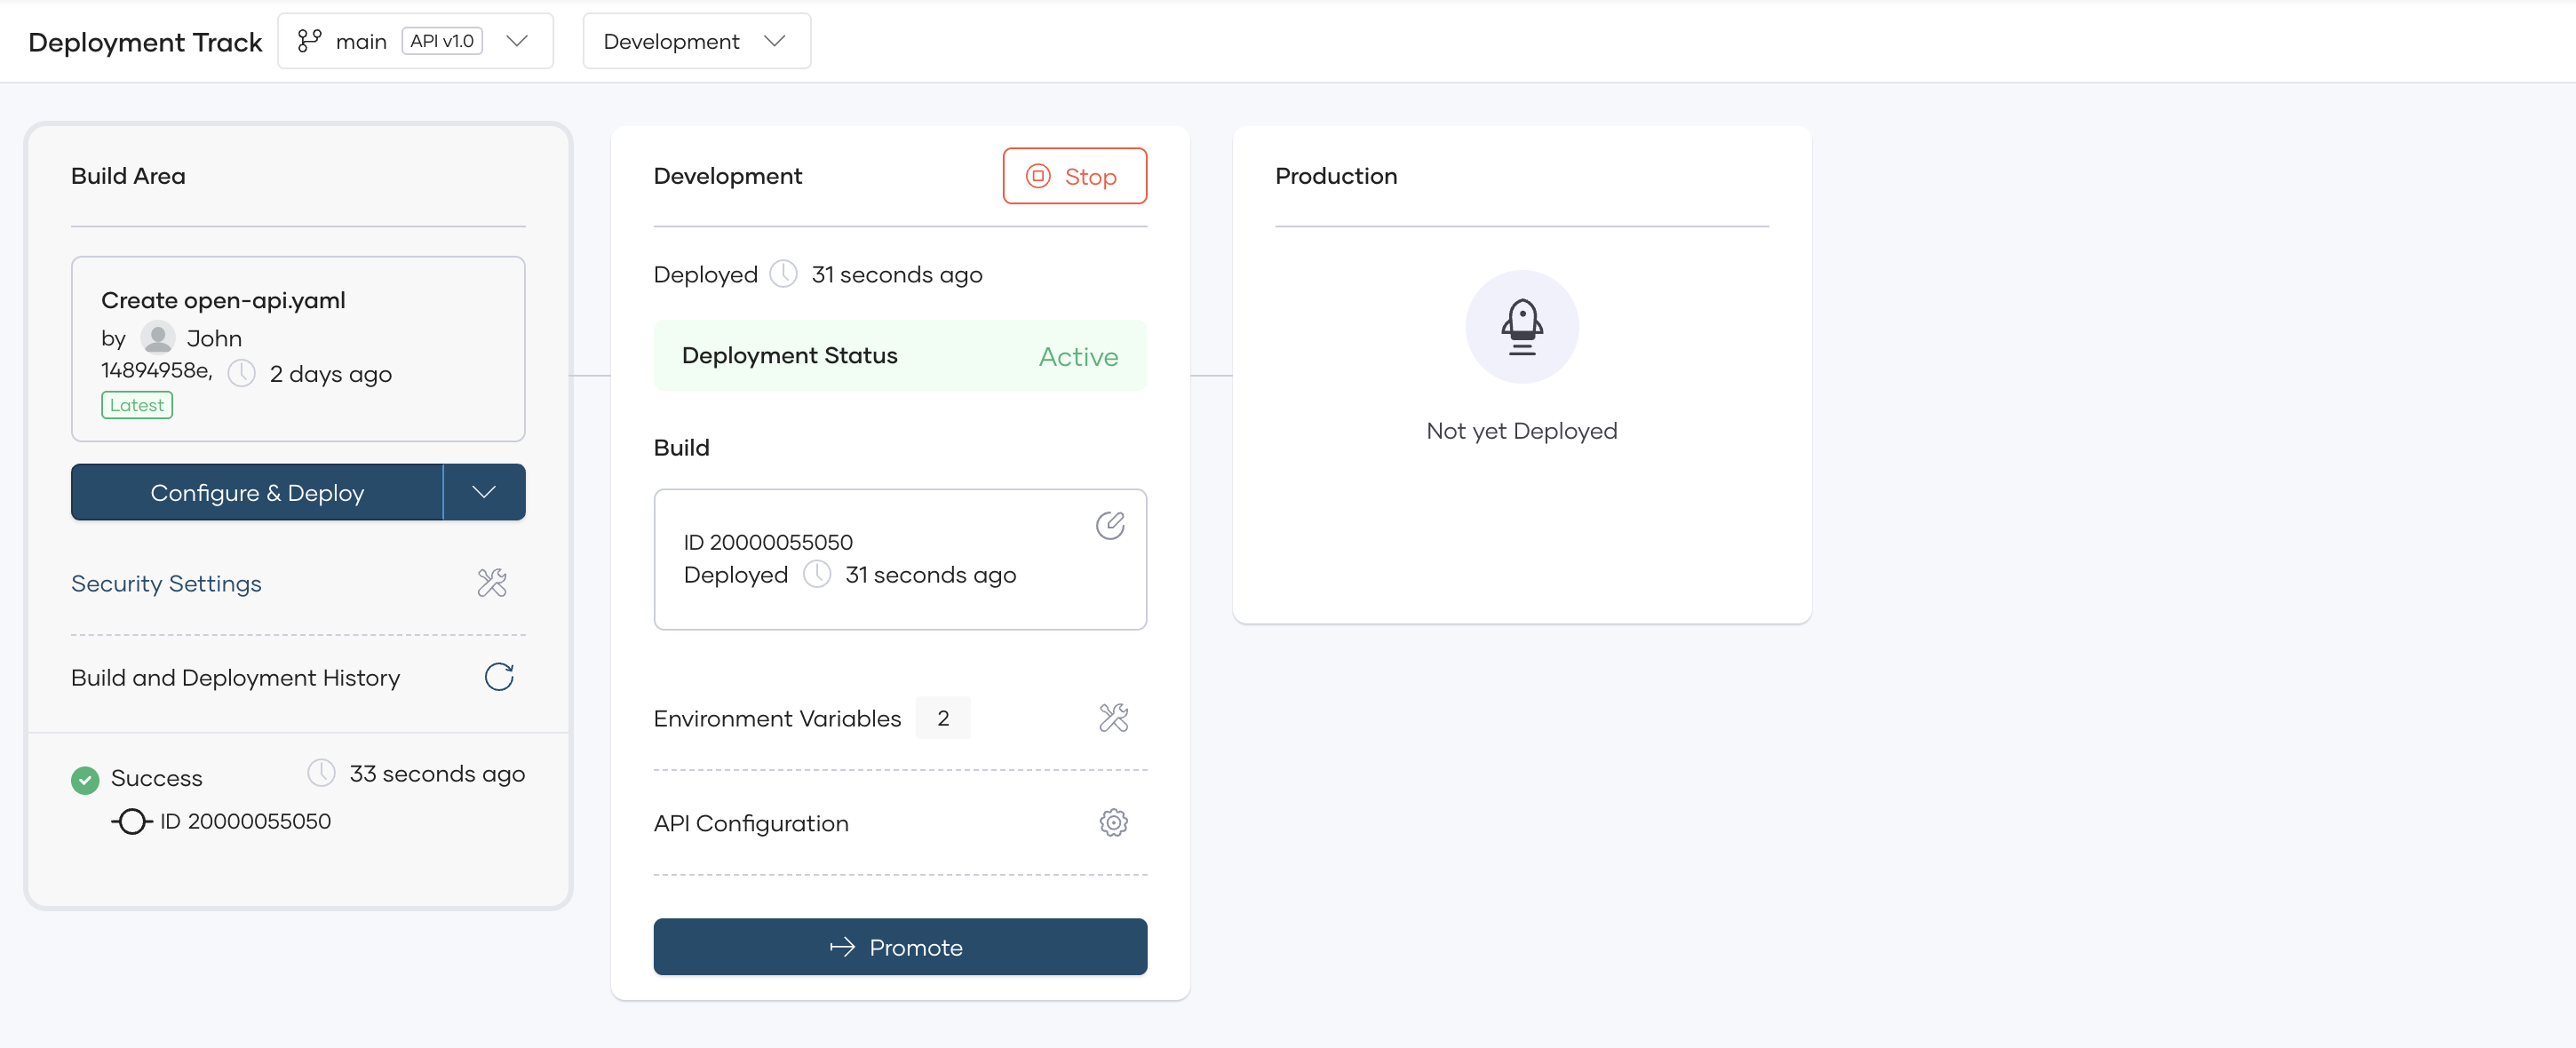 Deployment Track
main API v1.0
Development
Build Area
Create open-api.yaml
by John
14894958e, 2 days ago
Latest
Configure & Deploy
Security Settings
Build and Deployment History
Success 33 seconds ago
ID 20000055050
Development
Stop
Deployed 31 seconds ago
Deployment Status Active
Build
ID 20000055050
Deployed 31 seconds ago
Environment Variables 2
API Configuration
Promote
Production
Not yet Deployed